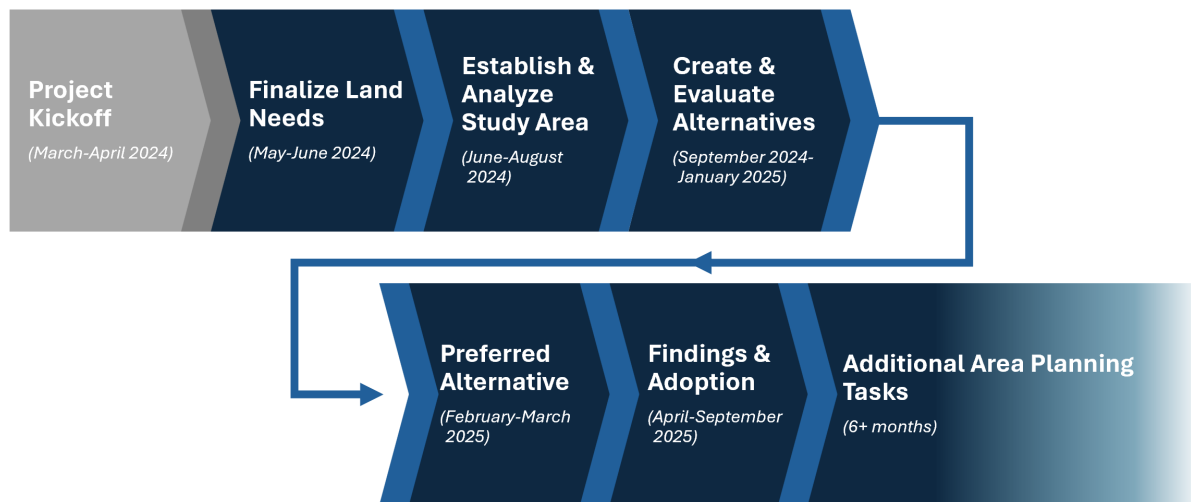 Project
Kickoff
(March-April 2024)
Finalize Land
Needs
(May-June 2024)
Establish &
Analyze
Study Area
(June-August
2024)
Create &
Evaluate
Alternatives
(September 2024-
January 2025)
Preferred
Alternative
(February-March
2025)
Findings &
Adoption
(April-September
2025)
Additional Area Planning
Tasks
(6+ months)